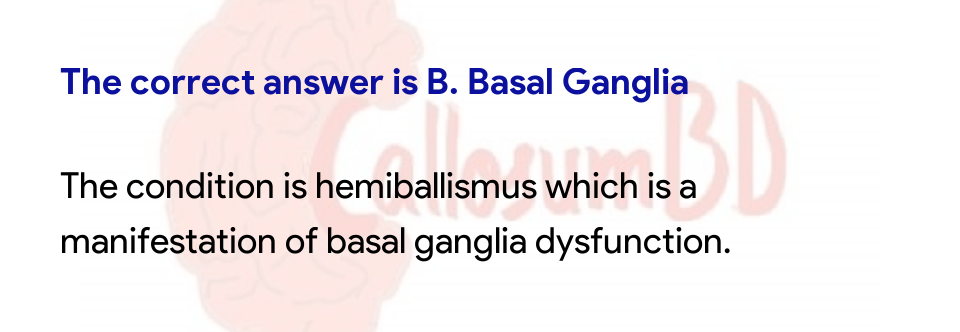 The correct answer is B. Basal Ganglia
CallosumBD
The condition is hemiballismus which is a
manifestation of basal ganglia dysfunction.